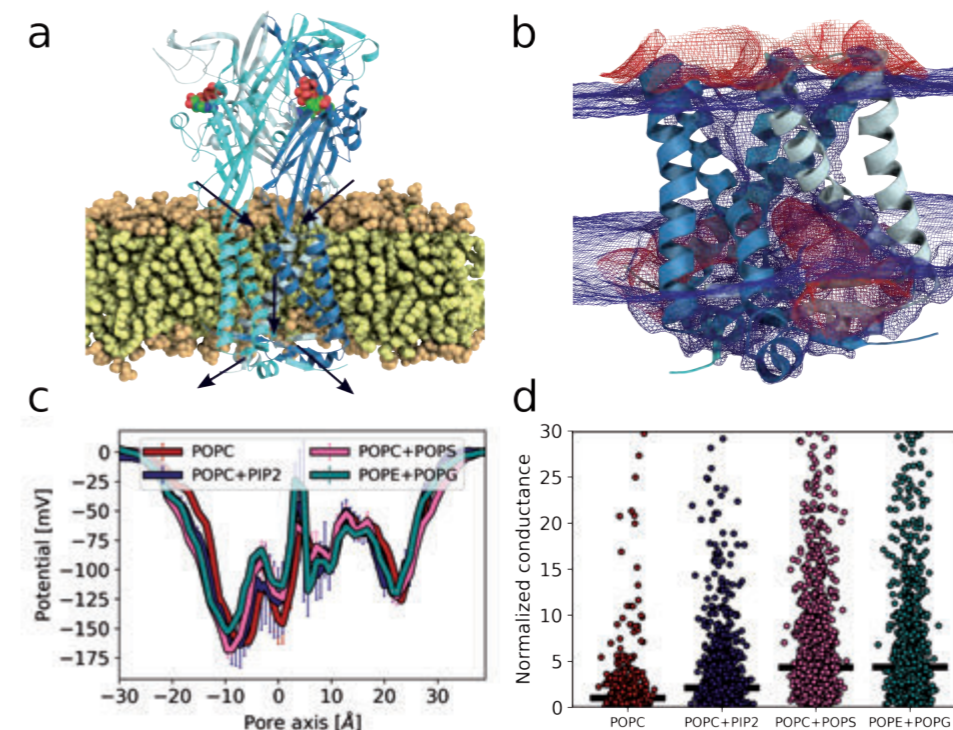 a
b
c
POPC
POPC+PIP2
POPC+POPS
POPE+POPG
Potential [mV]
0
−25
−50
−75
−100
−125
−150
−175
−30
−20
−10
0
10
20
30
Pore axis [Å]
d
Normalized conductance
30
25
20
15
10
5
0
POPC
POPC+PIP2
POPC+POPS
POPE+POPG